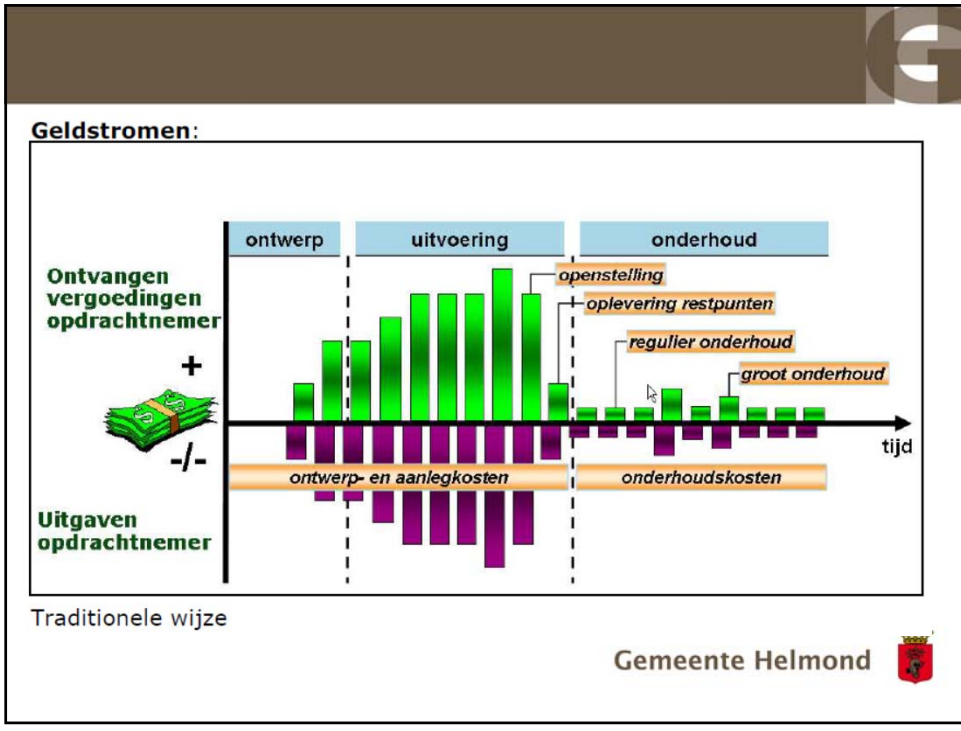 Geldstromen:
ontwerp
uitvoering
onderhoud
Ontvangen
vergoedingen
opdrachtnemer
openstelling
oplevering restpunten
regulier onderhoud
groot onderhoud
+
-/-
tijd
ontwerp- en aanlegkosten
onderhoudskosten
Uitgaven
opdrachtnemer
Traditionele wijze
Gemeente Helmond